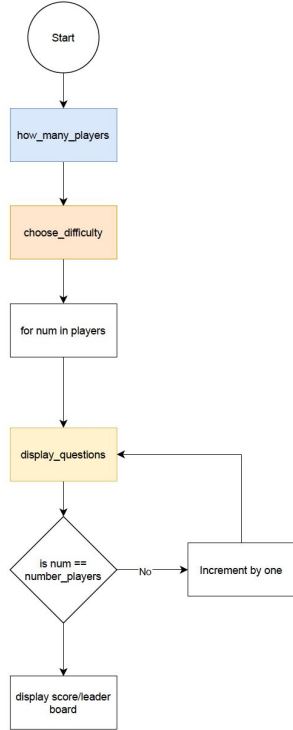 Start
how_many_players
choose_difficulty
for num in players
display_questions
is num ==
number_players
No
Increment by one
display score/leader
board